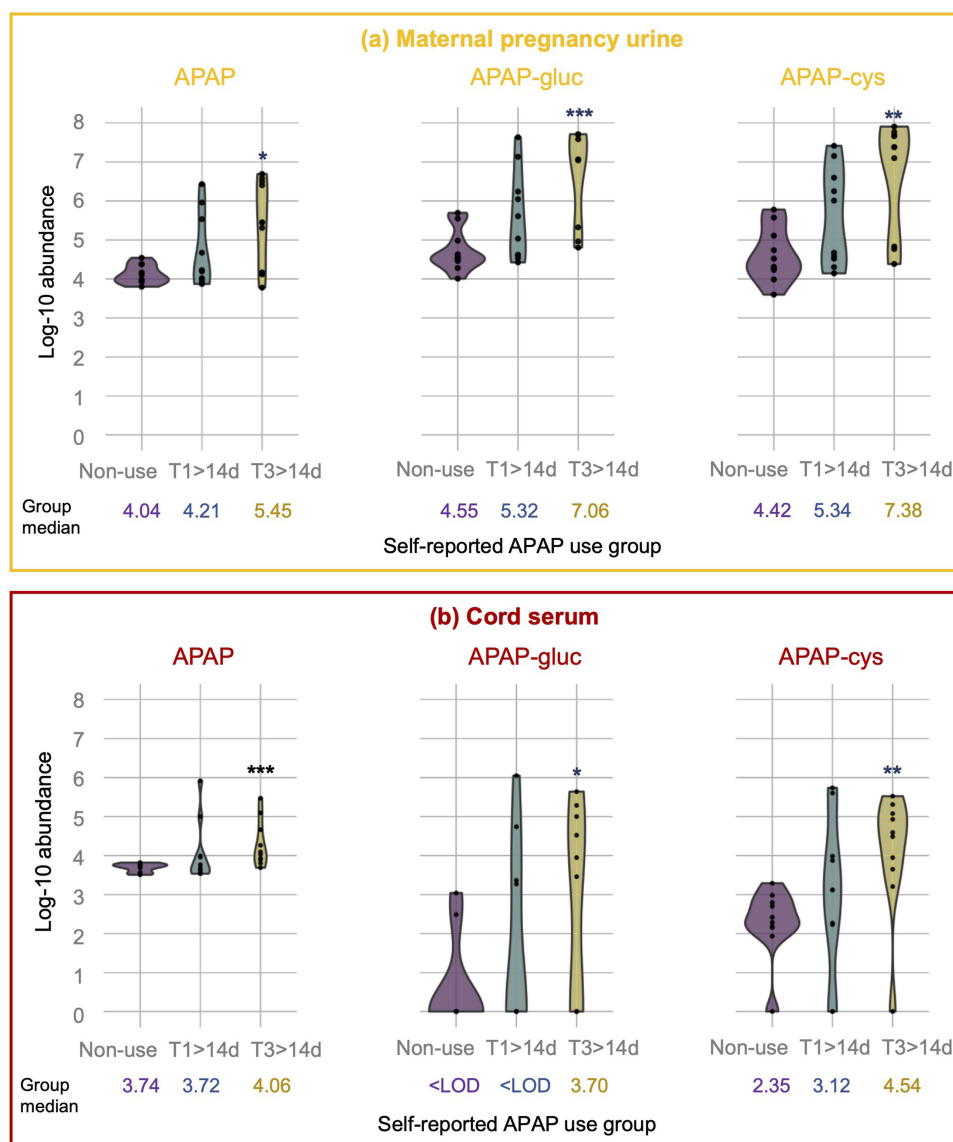 (a) Maternal pregnancy urine
APAP APAP-gluc APAP-cys
Log-10 abundance
8
7
6
5
4
3
2
1
0
* *** **
Non-use T1>14d T3>14d Non-use T1>14d T3>14d Non-use T1>14d T3>14d
Group median 4.04 4.21 5.45 4.55 5.32 7.06 4.42 5.34 7.38
Self-reported APAP use group
(b) Cord serum
APAP APAP-gluc APAP-cys
Log-10 abundance
8
7
6
5
4
3
2
1
0
*** * **
Non-use T1>14d T3>14d Non-use T1>14d T3>14d Non-use T1>14d T3>14d
Group median 3.74 3.72 4.06 <LOD <LOD 3.70 2.35 3.12 4.54
Self-reported APAP use group